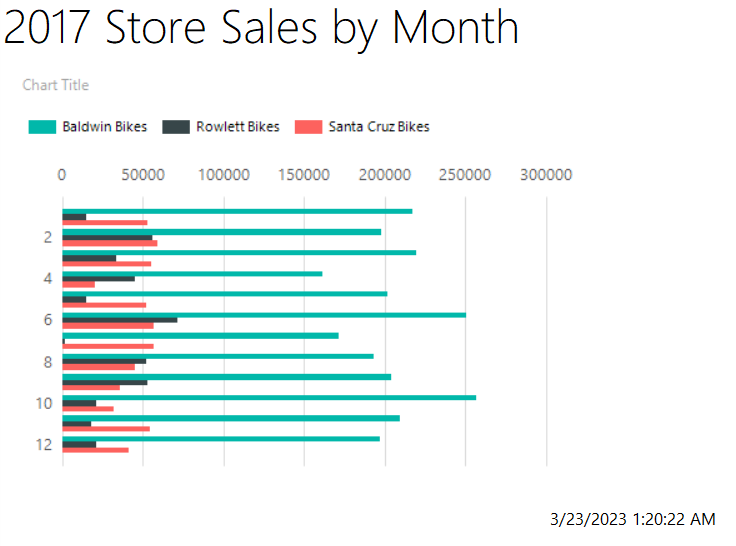 2017 Store Sales by Month
Chart Title
Baldwin Bikes Rowlett Bikes Santa Cruz Bikes
0 50000 100000 150000 200000 250000 300000
2
4
6
8
10
12
3/23/2023 1:20:22 AM